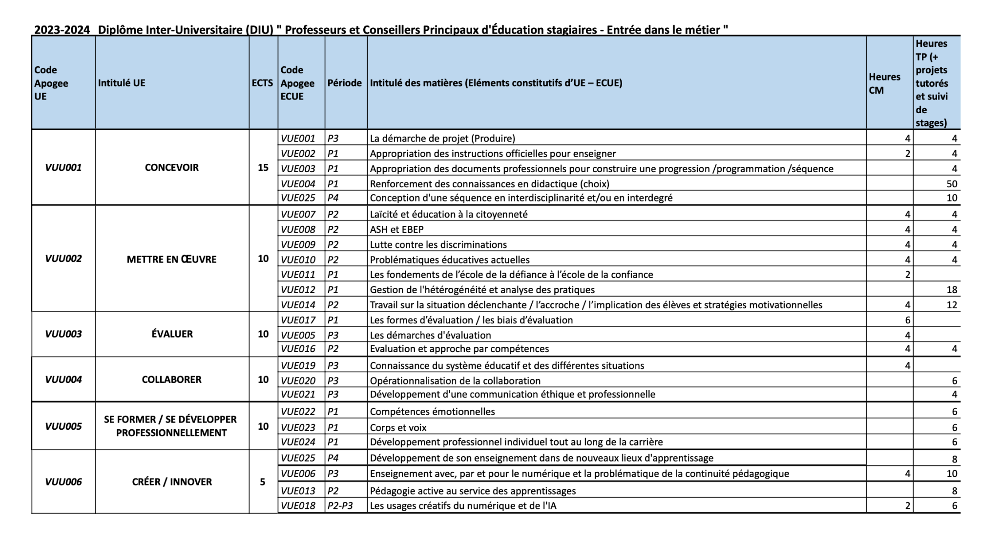 2023-2024 Diplôme Inter-Universitaire (DIU) " Professeurs et Conseillers Principaux d'Éducation stagiaires - Entrée dans le métier "
Code Apogee UE | Intitulé UE | ECTS | Code Apogee ECUE | Période | Intitulé des matières (Eléments constitutifs d’UE – ECUE) | Heures CM | Heures TP (+ projets tutorés et suivi de stages)
VUU001 | CONCEVOIR | 15
VUE001 | P3 | La démarche de projet (Produire) | 4 | 4
VUE002 | P1 | Appropriation des instructions officielles pour enseigner | 2 | 4
VUE003 | P1 | Appropriation des documents professionnels pour construire une progression /programmation /séquence | | 4
VUE004 | P1 | Renforcement des connaissances en didactique (choix) | | 50
VUE025 | P4 | Conception d'une séquence en interdisciplinarité et/ou en interdegré | | 10
VUU002 | METTRE EN ŒUVRE | 10
VUE007 | P2 | Laïcité et éducation à la citoyenneté | 4 | 4
VUE008 | P2 | ASH et EBEP | 4 | 4
VUE009 | P2 | Lutte contre les discriminations | 4 | 4
VUE010 | P2 | Problématiques éducatives actuelles | 4 | 4
VUE011 | P1 | Les fondements de l’école de la défiance à l’école de la confiance | 2 |
VUE012 | P1 | Gestion de l'hétérogénéité et analyse des pratiques | | 18
VUE014 | P2 | Travail sur la situation déclenchante / l’accroche / l’implication des élèves et stratégies motivationnelles | 4 | 12
VUU003 | ÉVALUER | 10
VUE017 | P1 | Les formes d’évaluation / les biais d’évaluation | 6 |
VUE005 | P3 | Les démarches d'évaluation | 4 |
VUE016 | P2 | Evaluation et approche par compétences | 4 | 4
VUU004 | COLLABORER | 10
VUE019 | P3 | Connaissance du système éducatif et des différentes situations | 4 |
VUE020 | P3 | Opérationnalisation de la collaboration | | 6
VUE021 | P3 | Développement d'une communication éthique et professionnelle | | 4
VUU005 | SE FORMER / SE DÉVELOPPER PROFESSIONNELLEMENT | 10
VUE022 | P1 | Compétences émotionnelles | | 6
VUE023 | P1 | Corps et voix | | 6
VUE024 | P1 | Développement professionnel individuel tout au long de la carrière | | 6
VUU006 | CRÉER / INNOVER | 5
VUE025 | P4 | Développement de son enseignement dans de nouveaux lieux d'apprentissage | | 8
VUE006 | P3 | Enseignement avec, par et pour le numérique et la problématique de la continuité pédagogique | 4 | 10
VUE013 | P2 | Pédagogie active au service des apprentissages | | 8
VUE018 | P2-P3 | Les usages créatifs du numérique et de l'IA | 2 | 6